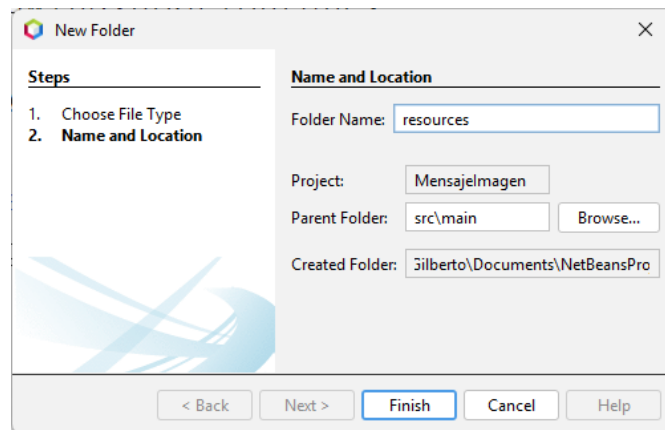 New Folder
Steps
1. Choose File Type
2. Name and Location
Name and Location
Folder Name: resources
Project: MensajeImagen
Parent Folder: src\main Browse...
Created Folder: Gilberto\Documents\NetBeansPro
< Back Next > Finish Cancel Help